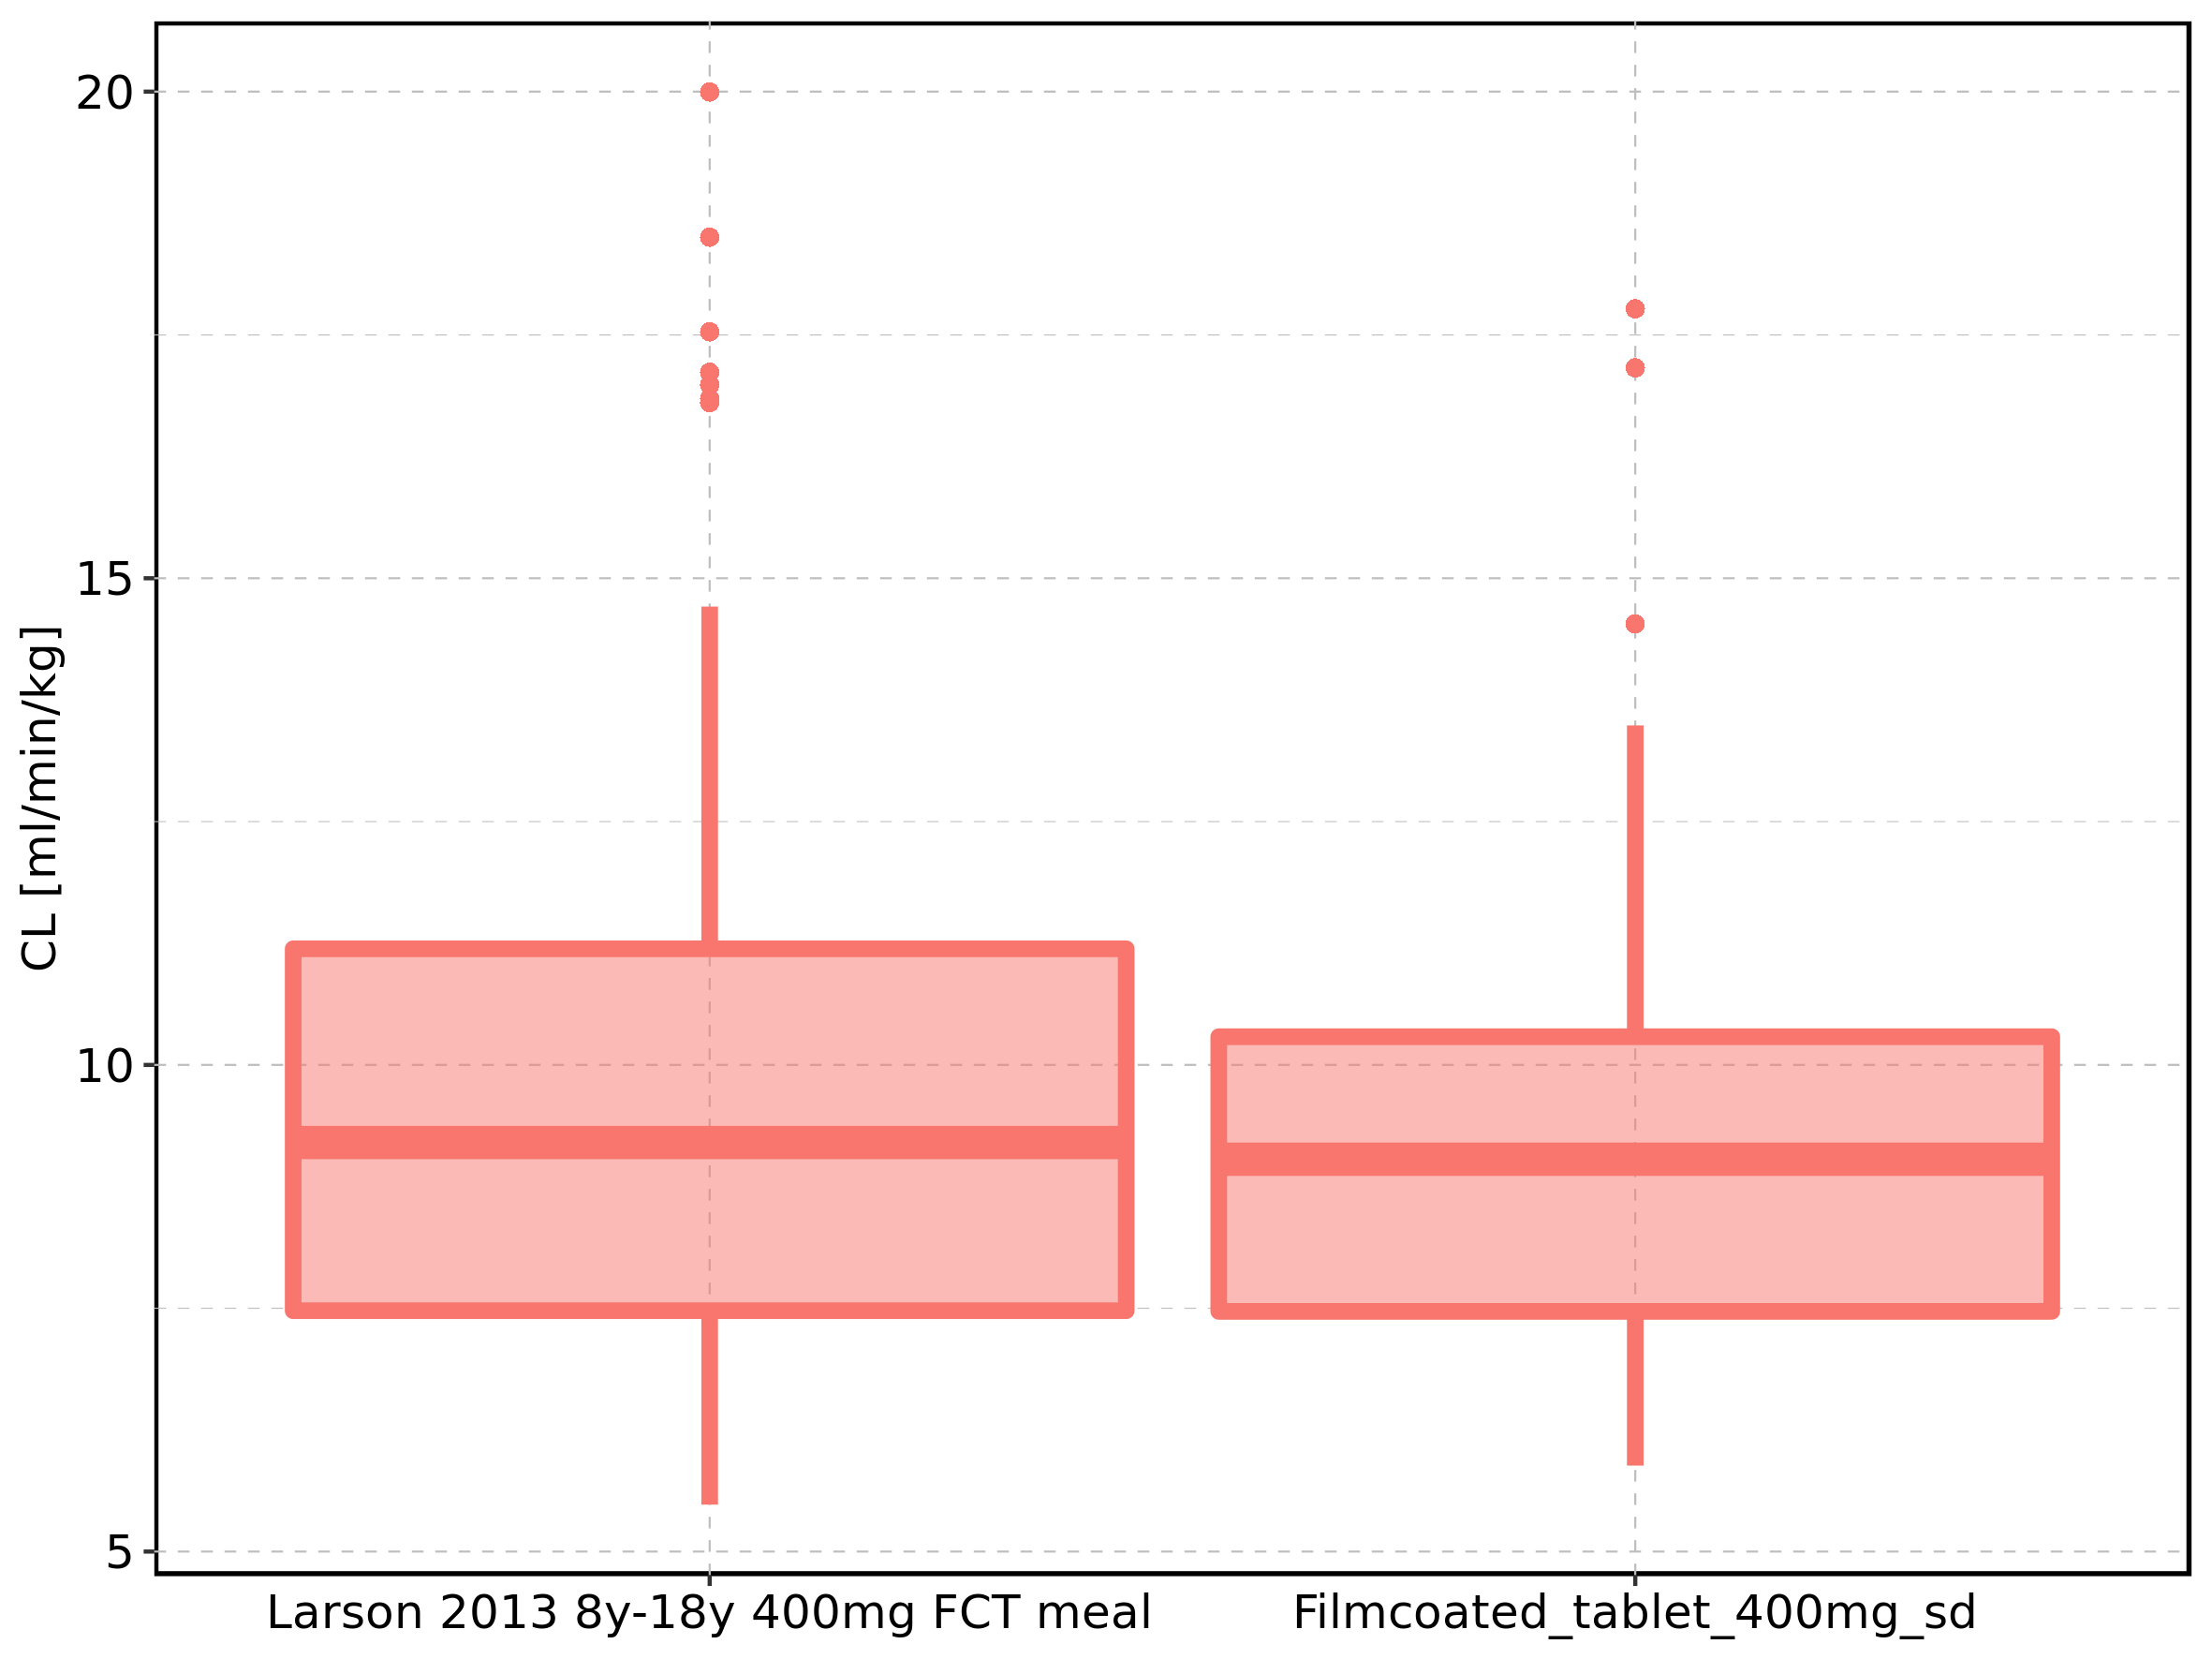 CL [ml/min/kg]
20
15
10
5
Larson 2013 8y-18y 400mg FCT meal
Filmcoated_tablet_400mg_sd